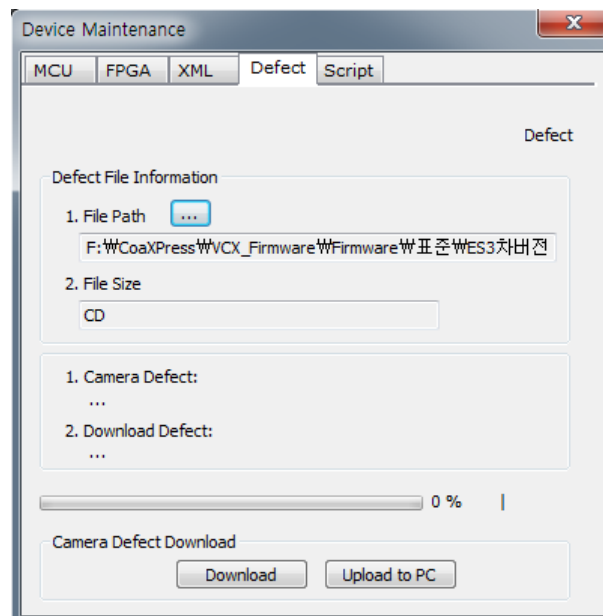 Device Maintenance
x
MCU FPGA XML Defect Script
Defect
Defect File Information
1. File Path ...
F:₩CoaXPress₩VCX_Firmware₩Firmware₩표준₩ES3차버전
2. File Size
CD
1. Camera Defect:
...
2. Download Defect:
...
0 % |
Camera Defect Download
Download Upload to PC